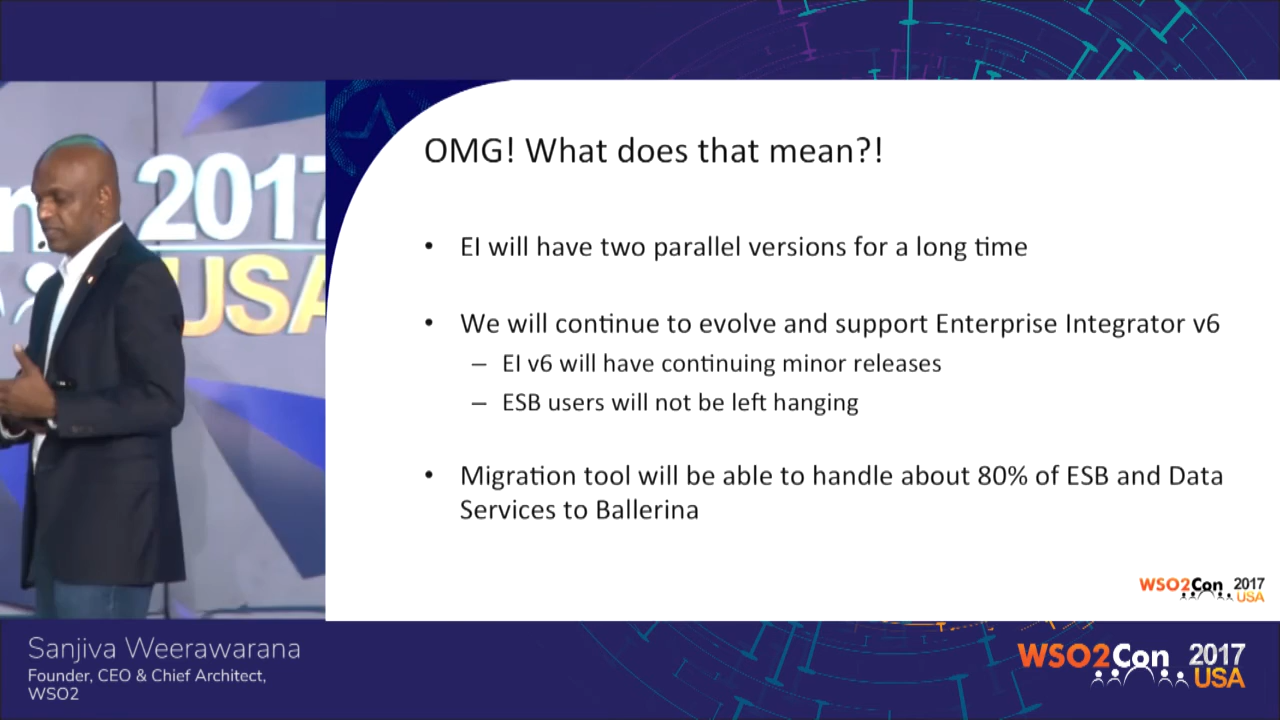 n 2017
USA
OMG! What does that mean?!
• EI will have two parallel versions for a long time
• We will continue to evolve and support Enterprise Integrator v6
– EI v6 will have continuing minor releases
– ESB users will not be left hanging
• Migration tool will be able to handle about 80% of ESB and Data
Services to Ballerina
WSO2Con 2017
USA
Sanjiva Weerawarana
Founder, CEO & Chief Architect,
WSO2
WSO2Con 2017
USA